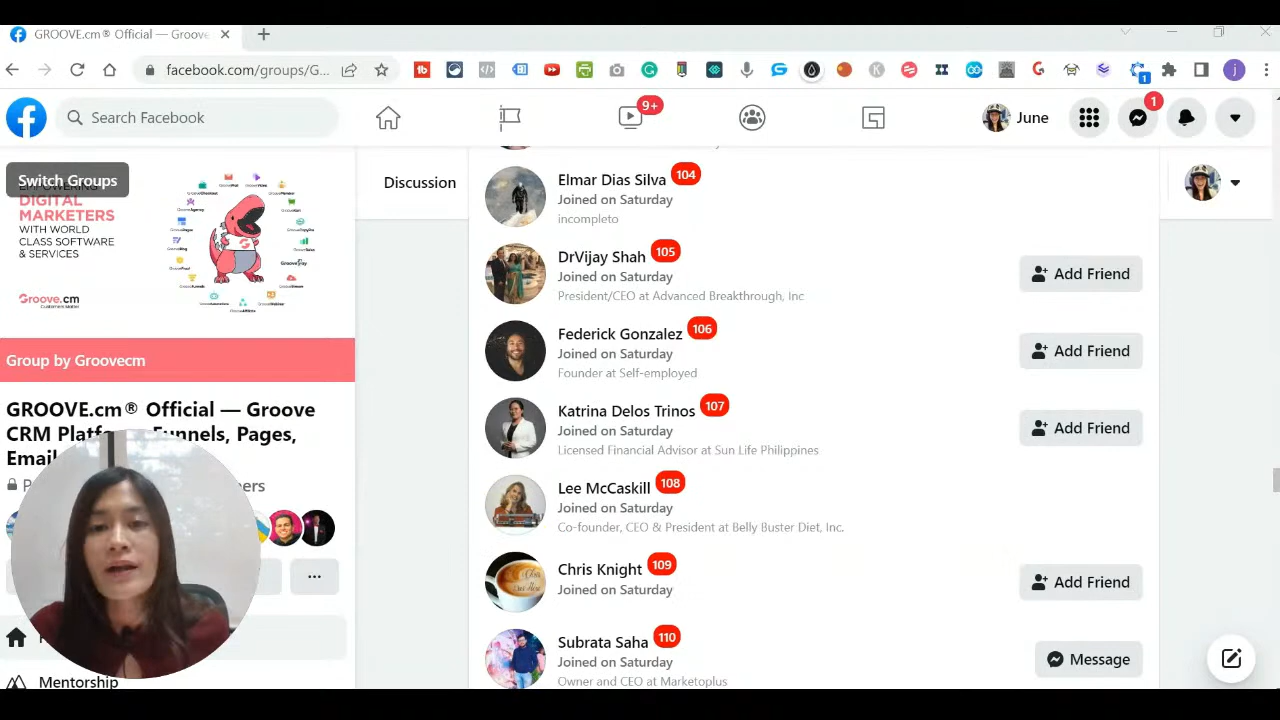 GROOVE.cm® Official — Groove
facebook.com/groups/G...
1
Search Facebook
9+
June
1
Switch Groups
DIGITAL
MARKETERS
WITH WORLD
CLASS SOFTWARE
& SERVICES
Groove.cm
Group by Groovecm
GROOVE.cm® Official — Groove
CRM
Funnels, Pages,
Email
Discussion
Elmar Dias Silva 104
Joined on Saturday
incompleto
DrVijay Shah 105
Joined on Saturday
President/CEO at Advanced Breakthrough, Inc
Add Friend
Federick Gonzalez 106
Joined on Saturday
Founder at Self-employed
Add Friend
Katrina Delos Trinos 107
Joined on Saturday
Licensed Financial Advisor at Sun Life Philippines
Add Friend
Lee McCaskill 108
Joined on Saturday
Co-founder, CEO & President at Belly Buster Diet, Inc.
Chris Knight 109
Joined on Saturday
Add Friend
Subrata Saha 110
Joined on Saturday
Owner and CEO at Marketoplus
Message
Mentorship